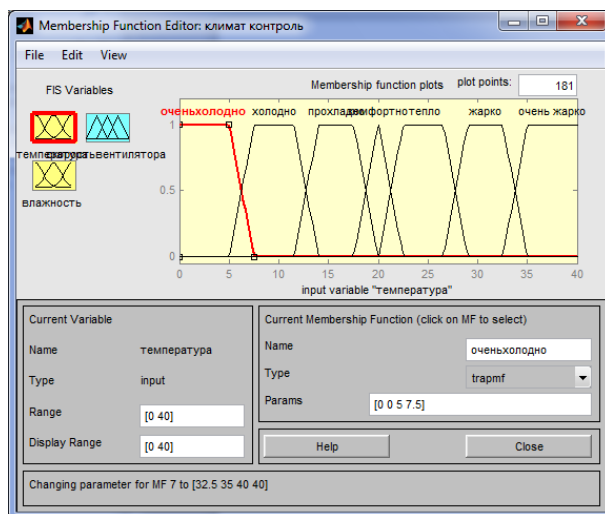 Membership Function Editor: климат контроль
File Edit View
FIS Variables
Membership function plots plot points: 181
оченьхолодно холодно прохладно комфортно тепло жарко очень жарко
температура вентилятора
влажность
1
0.5
0
0 5 10 15 20 25 30 35 40
input variable "температура"
Current Variable
Name температура
Type input
Range [0 40]
Display Range [0 40]
Current Membership Function (click on MF to select)
Name оченьхолодно
Type trapmf
Params [0 0 5 7.5]
Help Close
Changing parameter for MF 7 to [32.5 35 40 40]